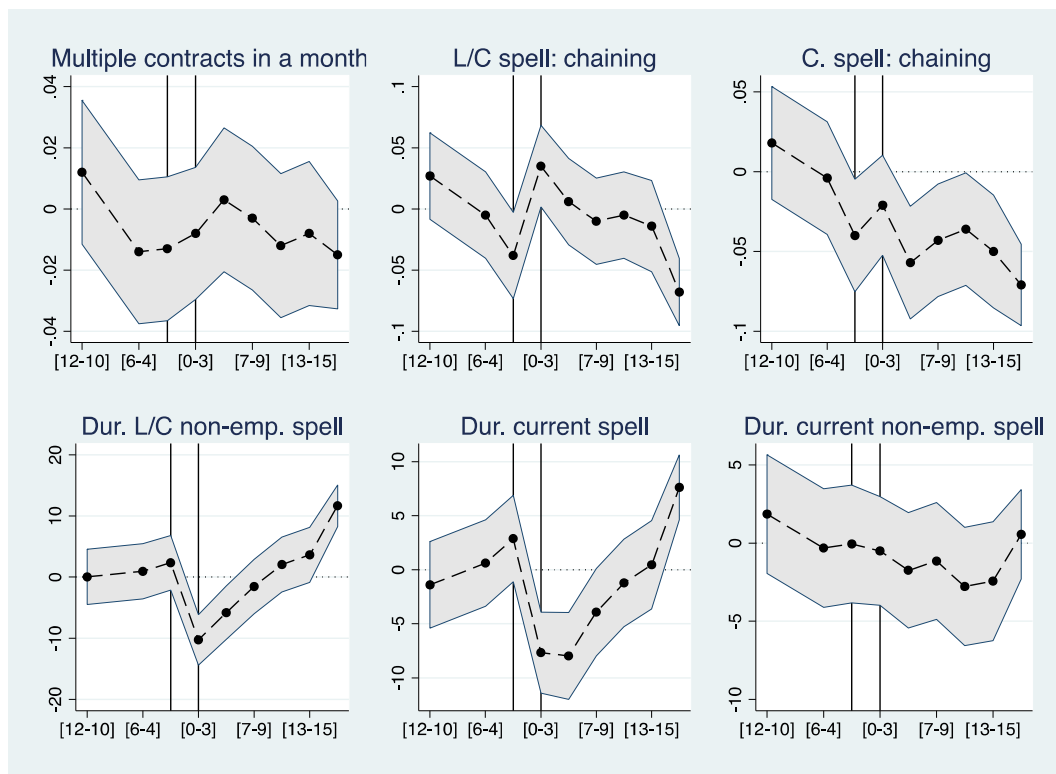 Multiple contracts in a month
.04
.02
0
-.02
-.04
[12-10] [6-4] [0-3] [7-9] [13-15]
L/C spell: chaining
.1
.05
0
-.05
-.1
[12-10] [6-4] [0-3] [7-9] [13-15]
C. spell: chaining
.05
0
-.05
-.1
[12-10] [6-4] [0-3] [7-9] [13-15]
Dur. L/C non-emp. spell
20
10
0
-10
-20
[12-10] [6-4] [0-3] [7-9] [13-15]
Dur. current spell
10
5
0
-5
-10
[12-10] [6-4] [0-3] [7-9] [13-15]
Dur. current non-emp. spell
5
0
-5
-10
[12-10] [6-4] [0-3] [7-9] [13-15]